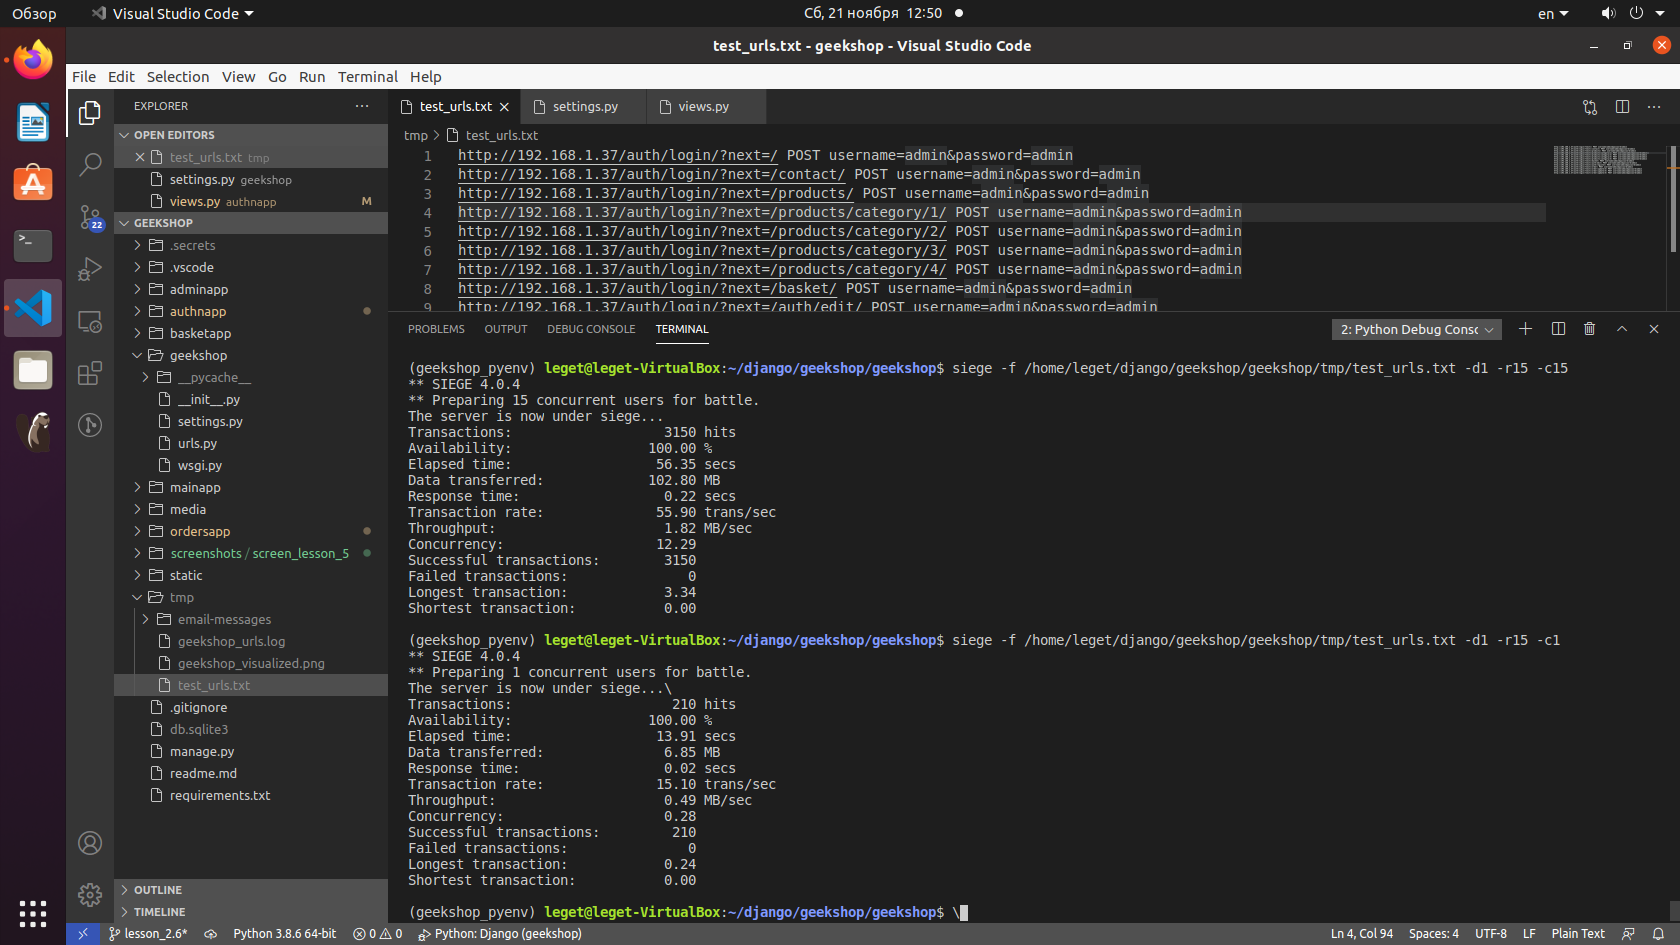 Обзор
Visual Studio Code
Сб, 21 ноября 12:50
en
test_urls.txt - geekshop - Visual Studio Code
File Edit Selection View Go Run Terminal Help
EXPLORER
OPEN EDITORS
test_urls.txt tmp
settings.py geekshop
views.py authnapp M
GEEKSHOP
.secrets
.vscode
adminapp
authnapp
basketapp
geekshop
__pycache__
__init__.py
settings.py
urls.py
wsgi.py
mainapp
media
ordersapp
screenshots / screen_lesson_5
static
tmp
email-messages
geekshop_urls.log
geekshop_visualized.png
test_urls.txt
.gitignore
db.sqlite3
manage.py
readme.md
requirements.txt
OUTLINE
TIMELINE
22
test_urls.txt settings.py views.py
tmp > test_urls.txt
1 http://192.168.1.37/auth/login/?next=/ POST username=admin&password=admin
2 http://192.168.1.37/auth/login/?next=/contact/ POST username=admin&password=admin
3 http://192.168.1.37/auth/login/?next=/products/ POST username=admin&password=admin
4 http://192.168.1.37/auth/login/?next=/products/category/1/ POST username=admin&password=admin
5 http://192.168.1.37/auth/login/?next=/products/category/2/ POST username=admin&password=admin
6 http://192.168.1.37/auth/login/?next=/products/category/3/ POST username=admin&password=admin
7 http://192.168.1.37/auth/login/?next=/products/category/4/ POST username=admin&password=admin
8 http://192.168.1.37/auth/login/?next=/basket/ POST username=admin&password=admin
9 http://192.168.1.37/auth/login/?next=/auth/edit/ POST username=admin&password=admin
PROBLEMS OUTPUT DEBUG CONSOLE TERMINAL
2: Python Debug Consc
(geekshop_pyenv) leget@leget-VirtualBox:~/django/geekshop/geekshop$ siege -f /home/leget/django/geekshop/geekshop/tmp/test_urls.txt -d1 -r15 -c15
** SIEGE 4.0.4
** Preparing 15 concurrent users for battle.
The server is now under siege...
Transactions: 3150 hits
Availability: 100.00 %
Elapsed time: 56.35 secs
Data transferred: 102.80 MB
Response time: 0.22 secs
Transaction rate: 55.90 trans/sec
Throughput: 1.82 MB/sec
Concurrency: 12.29
Successful transactions: 3150
Failed transactions: 0
Longest transaction: 3.34
Shortest transaction: 0.00
(geekshop_pyenv) leget@leget-VirtualBox:~/django/geekshop/geekshop$ siege -f /home/leget/django/geekshop/geekshop/tmp/test_urls.txt -d1 -r15 -c1
** SIEGE 4.0.4
** Preparing 1 concurrent users for battle.
The server is now under siege...\
Transactions: 210 hits
Availability: 100.00 %
Elapsed time: 13.91 secs
Data transferred: 6.85 MB
Response time: 0.02 secs
Transaction rate: 15.10 trans/sec
Throughput: 0.49 MB/sec
Concurrency: 0.28
Successful transactions: 210
Failed transactions: 0
Longest transaction: 0.24
Shortest transaction: 0.00
(geekshop_pyenv) leget@leget-VirtualBox:~/django/geekshop/geekshop$ \
lesson_2.6* Python 3.8.6 64-bit 0 0 Python: Django (geekshop) Ln 4, Col 94 Spaces: 4 UTF-8 LF Plain Text